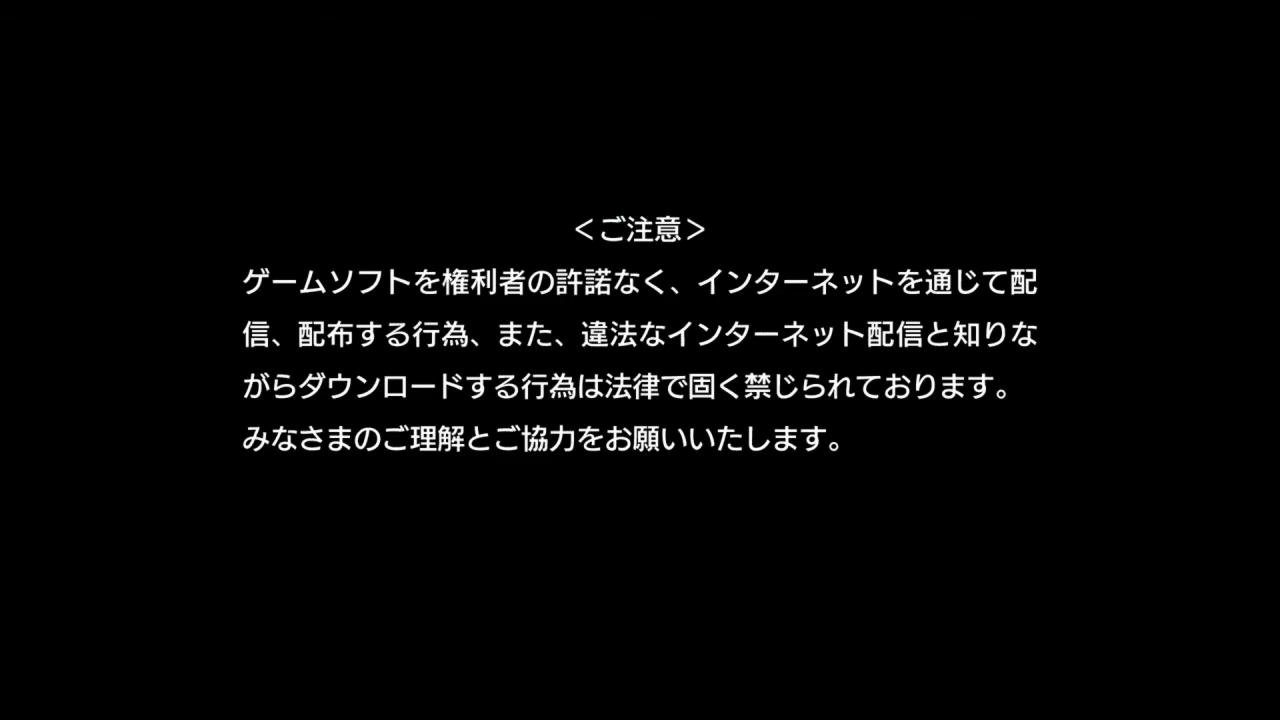 ＜ご注意＞
ゲームソフトを権利者の許諾なく、インターネットを通じて配
信、配布する行為、また、違法なインターネット配信と知りな
がらダウンロードする行為は法律で固く禁じられております。
みなさまのご理解とご協力をお願いいたします。